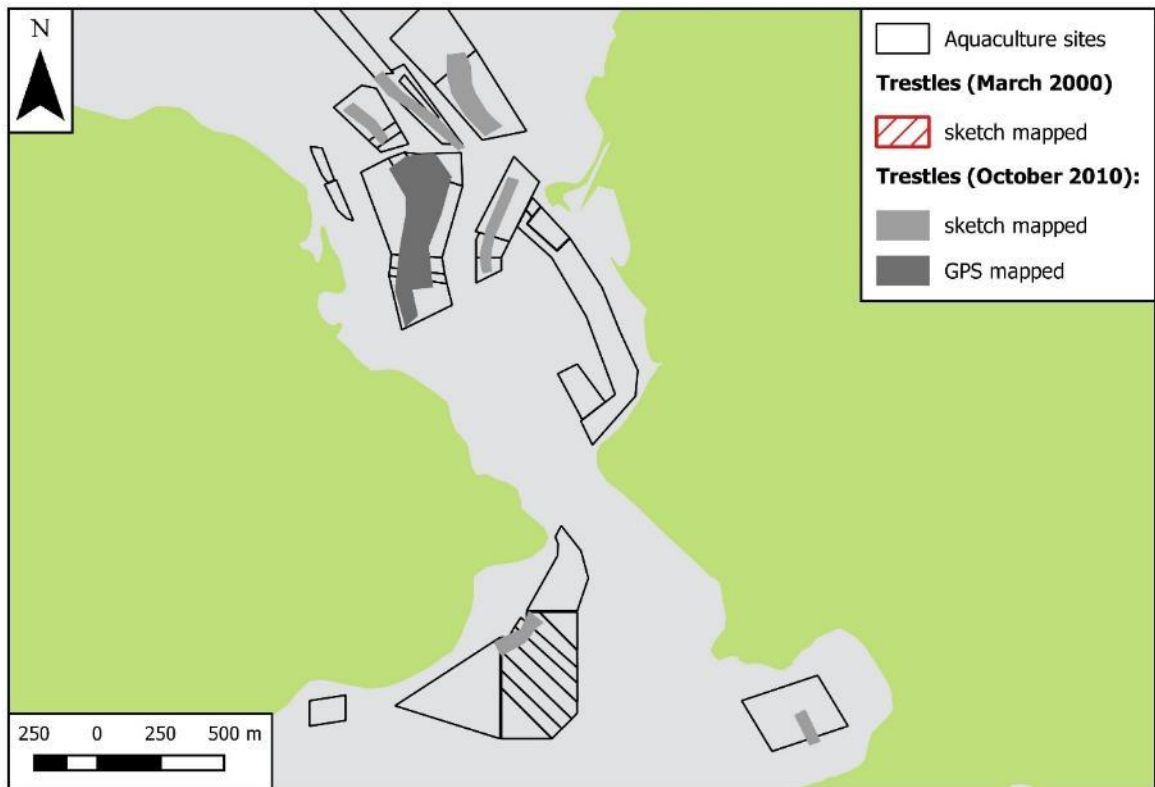 N
Aquaculture sites
Trestles (March 2000)
sketch mapped
Trestles (October 2010):
sketch mapped
GPS mapped
250 0 250 500 m